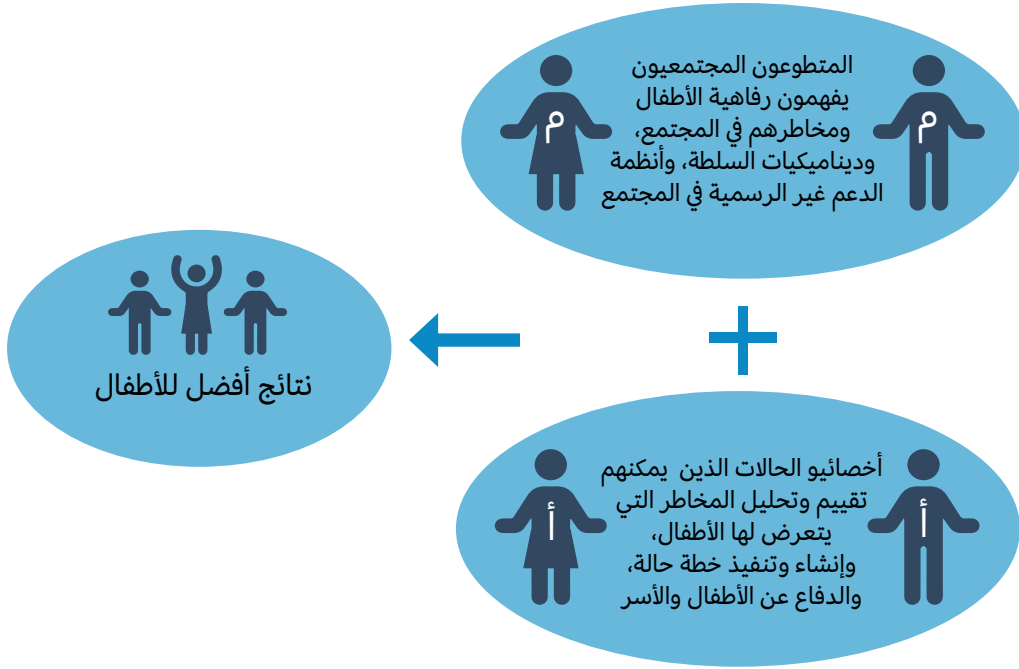 المتطوعون المجتمعيون
يفهمون رفاهية الأطفال
ومخاطرهم في المجتمع،
وديناميكيات السلطة، وأنظمة
الدعم غير الرسمية في المجتمع
م
م
+
أخصائيو الحالات الذين يمكنهم
تقييم وتحليل المخاطر التي
يتعرض لها الأطفال،
وإنشاء وتنفيذ خطة حالة،
والدفاع عن الأطفال والأسر
أ
أ
نتائج أفضل للأطفال